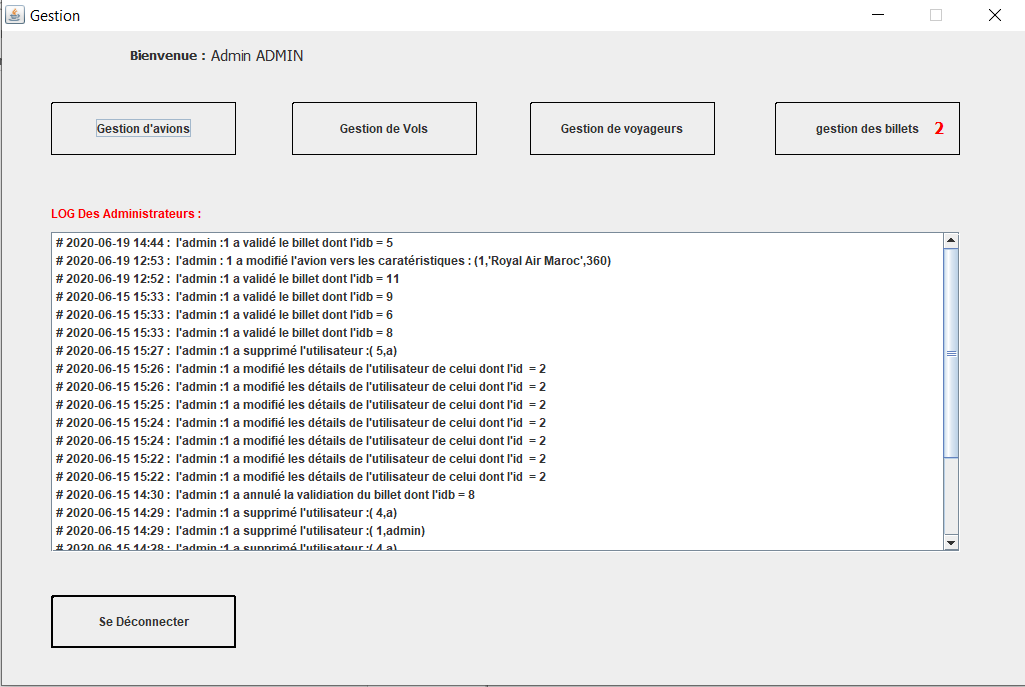 Gestion
Bienvenue : Admin ADMIN
Gestion d'avions
Gestion de Vols
Gestion de voyageurs
gestion des billets 2
LOG Des Administrateurs :
# 2020-06-19 14:44 : l'admin :1 a validé le billet dont l'idb = 5
# 2020-06-19 12:53 : l'admin : 1 a modifié l'avion vers les caratéristiques : (1,'Royal Air Maroc',360)
# 2020-06-19 12:52 : l'admin :1 a validé le billet dont l'idb = 11
# 2020-06-15 15:33 : l'admin :1 a validé le billet dont l'idb = 9
# 2020-06-15 15:33 : l'admin :1 a validé le billet dont l'idb = 6
# 2020-06-15 15:33 : l'admin :1 a validé le billet dont l'idb = 8
# 2020-06-15 15:27 : l'admin :1 a supprimé l'utilisateur :( 5,a)
# 2020-06-15 15:26 : l'admin :1 a modifié les détails de l'utilisateur de celui dont l'id = 2
# 2020-06-15 15:26 : l'admin :1 a modifié les détails de l'utilisateur de celui dont l'id = 2
# 2020-06-15 15:25 : l'admin :1 a modifié les détails de l'utilisateur de celui dont l'id = 2
# 2020-06-15 15:24 : l'admin :1 a modifié les détails de l'utilisateur de celui dont l'id = 2
# 2020-06-15 15:24 : l'admin :1 a modifié les détails de l'utilisateur de celui dont l'id = 2
# 2020-06-15 15:22 : l'admin :1 a modifié les détails de l'utilisateur de celui dont l'id = 2
# 2020-06-15 15:22 : l'admin :1 a modifié les détails de l'utilisateur de celui dont l'id = 2
# 2020-06-15 14:30 : l'admin :1 a annulé la validiation du billet dont l'idb = 8
# 2020-06-15 14:29 : l'admin :1 a supprimé l'utilisateur :( 4,a)
# 2020-06-15 14:29 : l'admin :1 a supprimé l'utilisateur :( 1,admin)
# 2020-06-15 14:28 : l'admin :1 a supprimé l'utilisateur :( 4,a)
Se Déconnecter